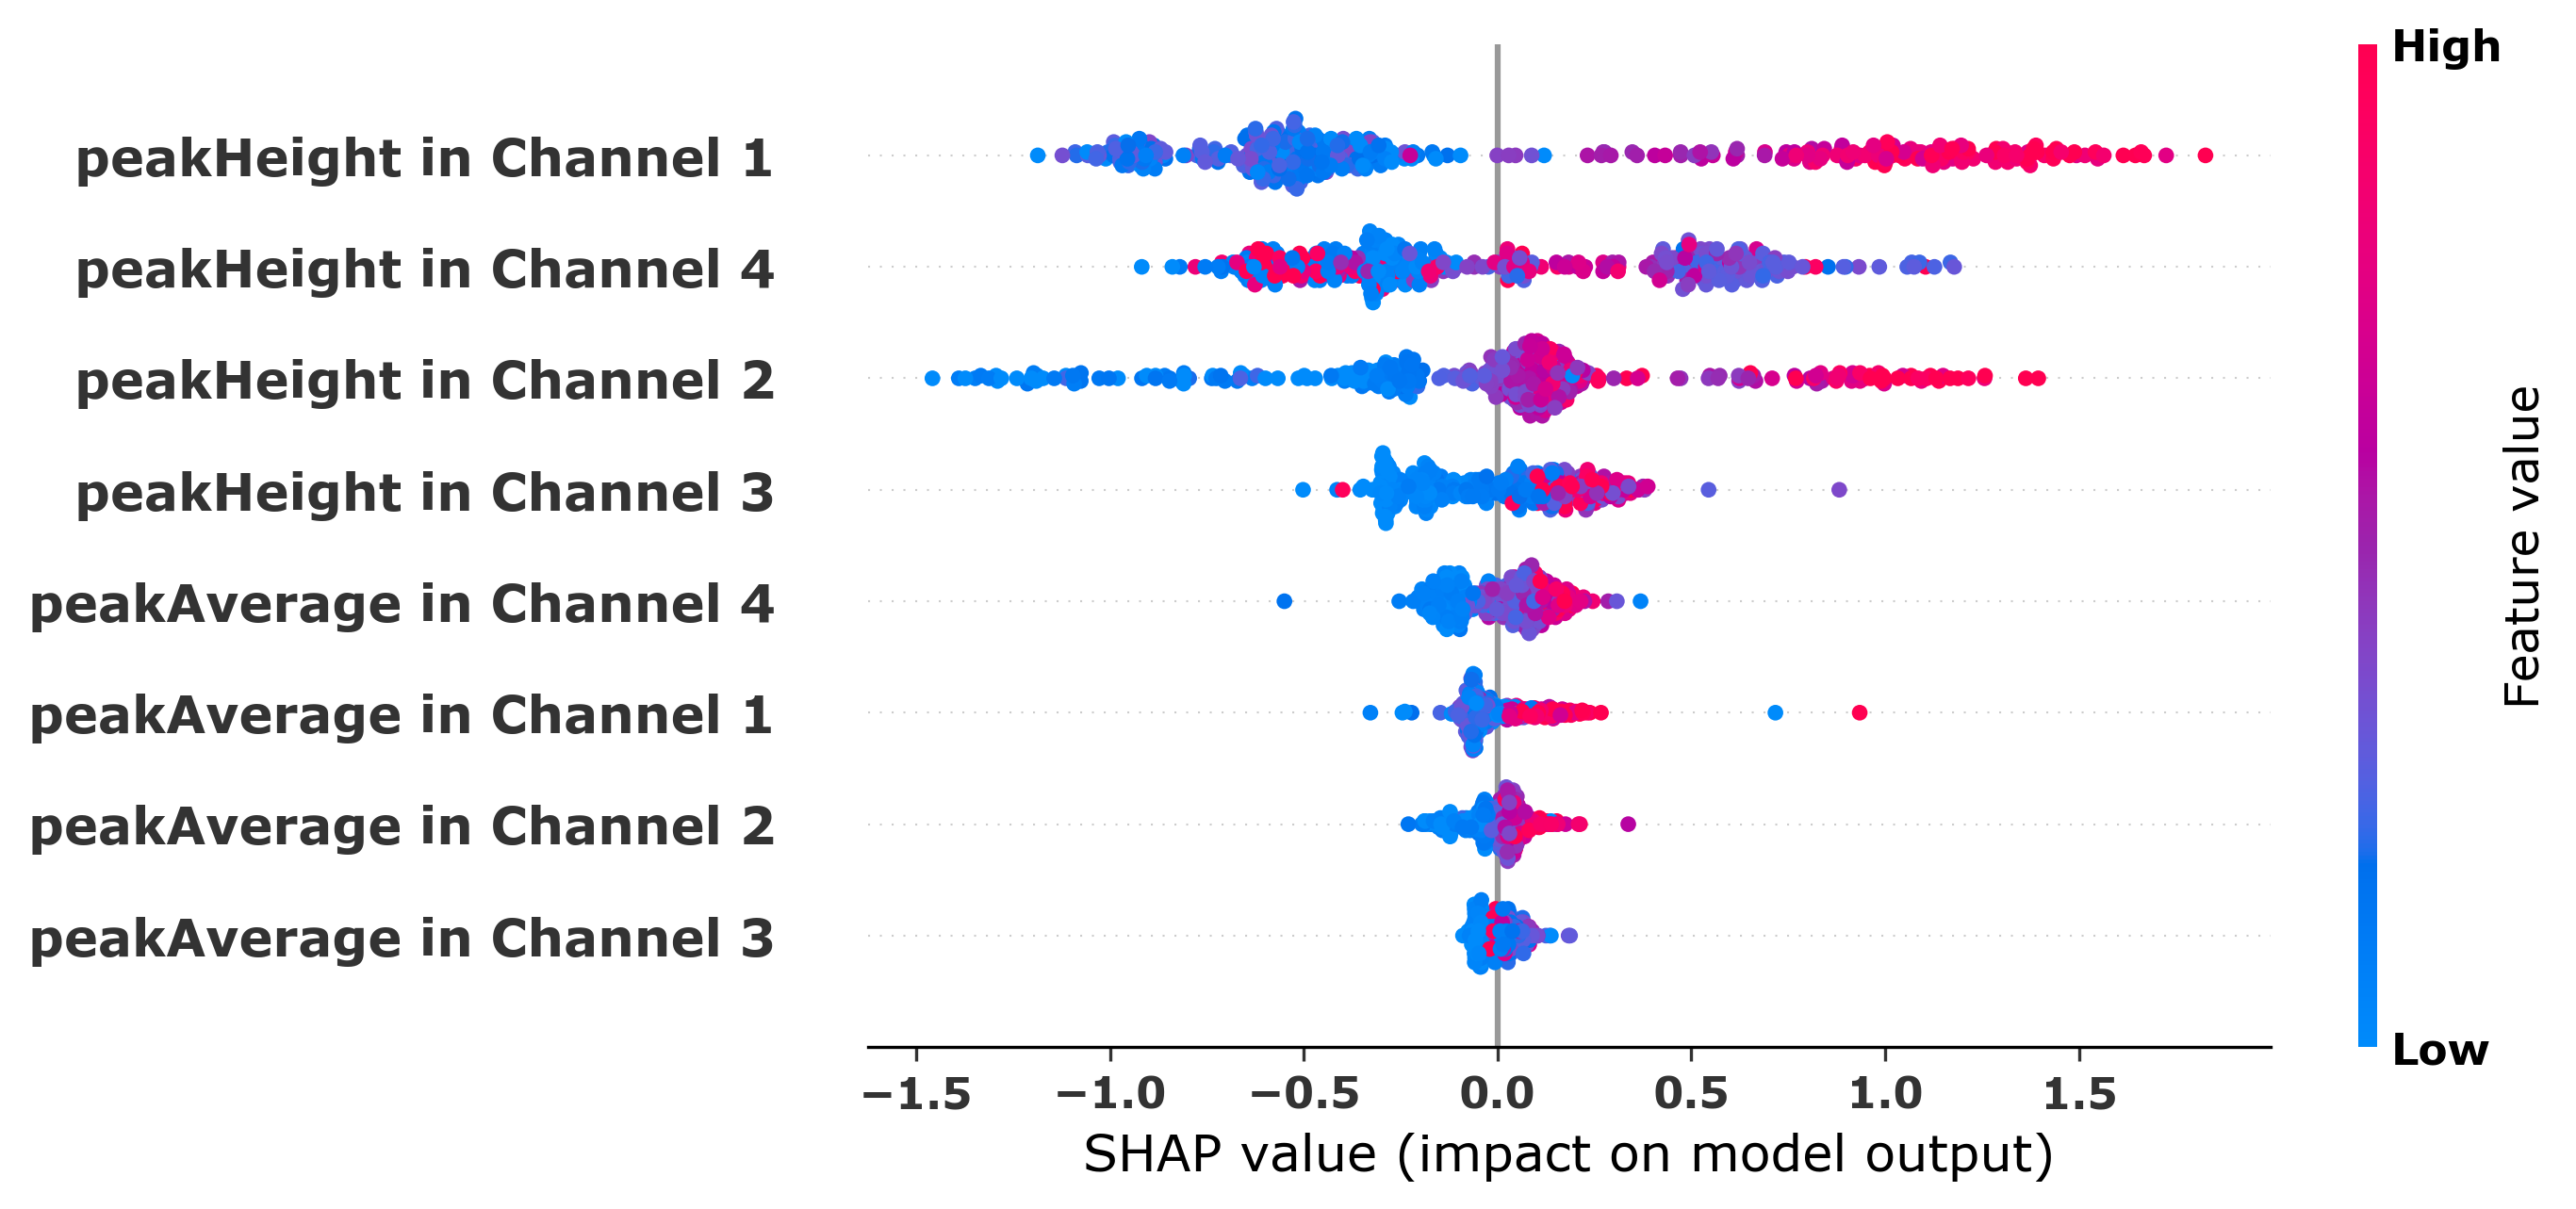 High
peakHeight in Channel 1
peakHeight in Channel 4
peakHeight in Channel 2
peakHeight in Channel 3
peakAverage in Channel 4
peakAverage in Channel 1
peakAverage in Channel 2
peakAverage in Channel 3
Feature value
Low
−1.5 −1.0 −0.5 0.0 0.5 1.0 1.5
SHAP value (impact on model output)